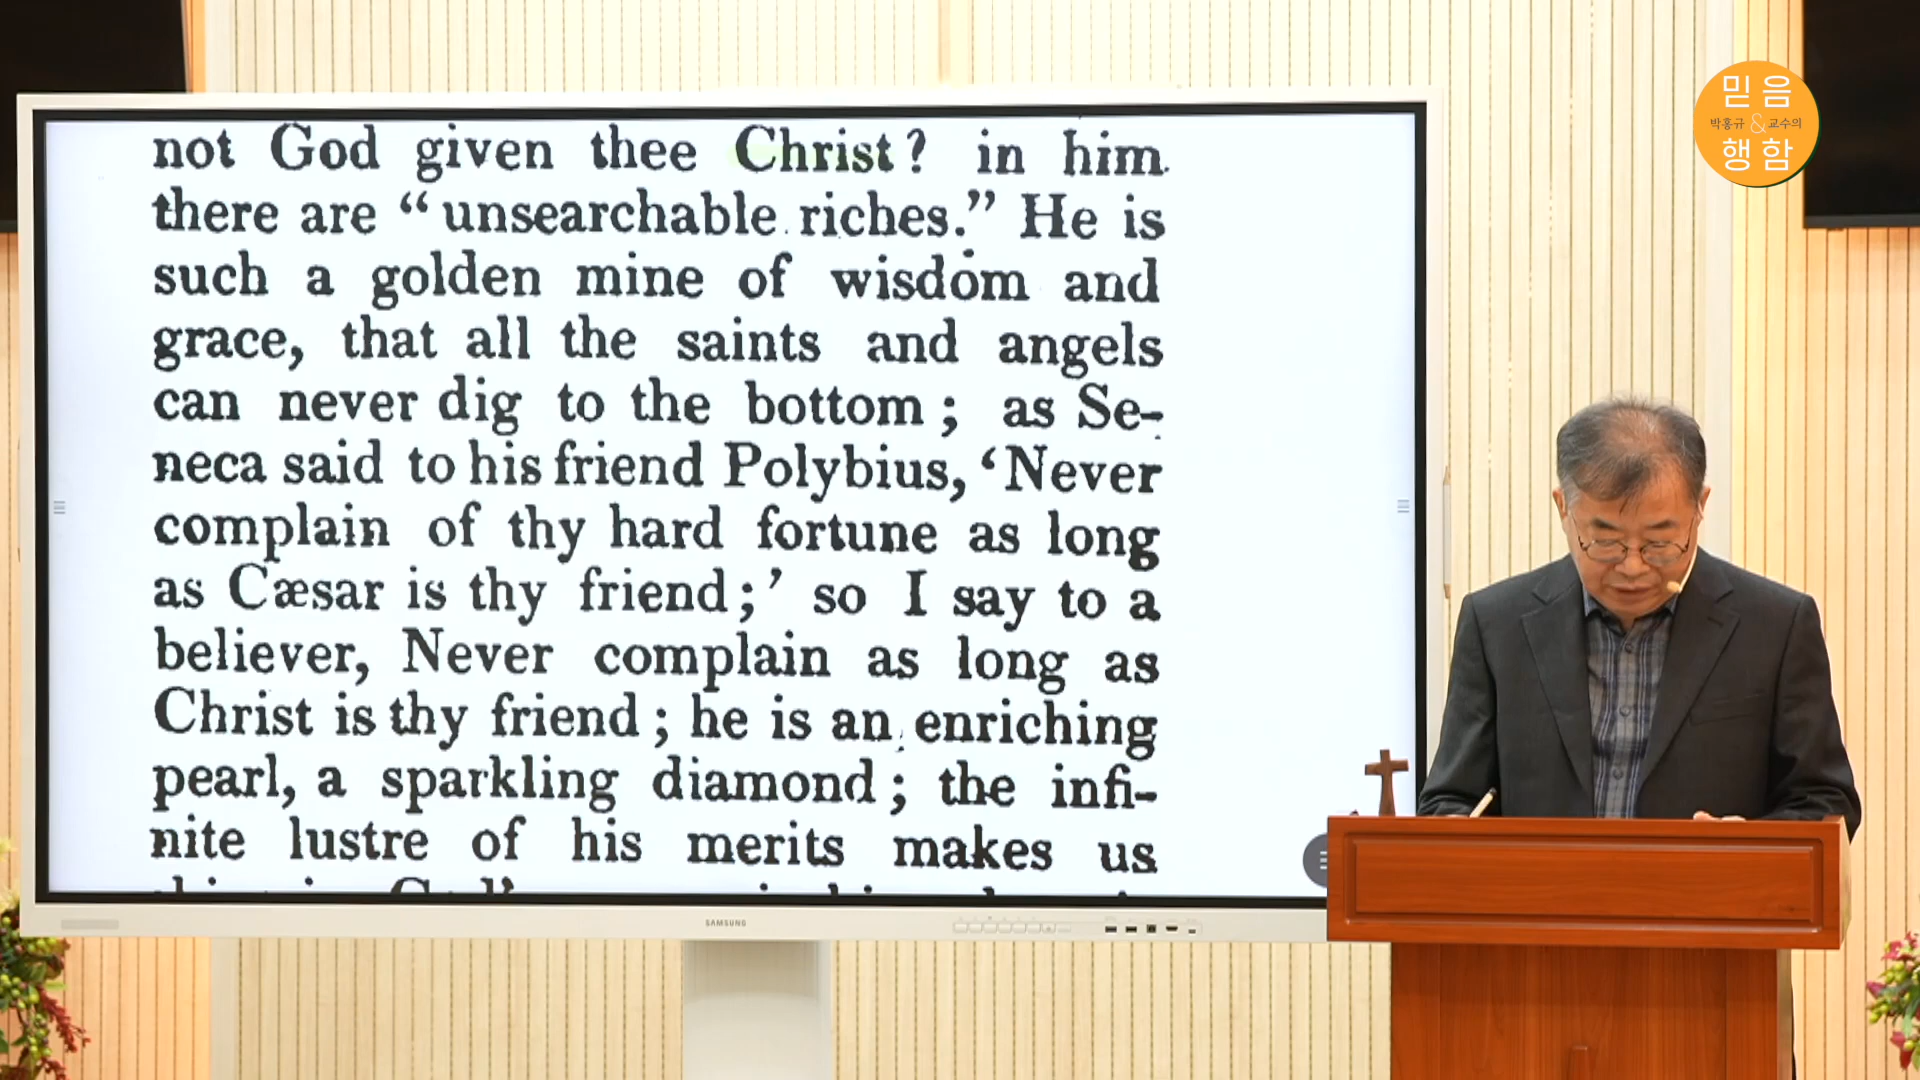 not God given thee Christ? in him
there are “unsearchable riches.” He is
such a golden mine of wisdom and
grace, that all the saints and angels
can never dig to the bottom; as Se-
neca said to his friend Polybius, ‘Never
complain of thy hard fortune as long
as Cæsar is thy friend;’ so I say to a
believer, Never complain as long as
Christ is thy friend; he is an enriching
pearl, a sparkling diamond; the infi-
nite lustre of his merits makes us
SAMSUNG
믿음
박홍규 & 교수의
행함